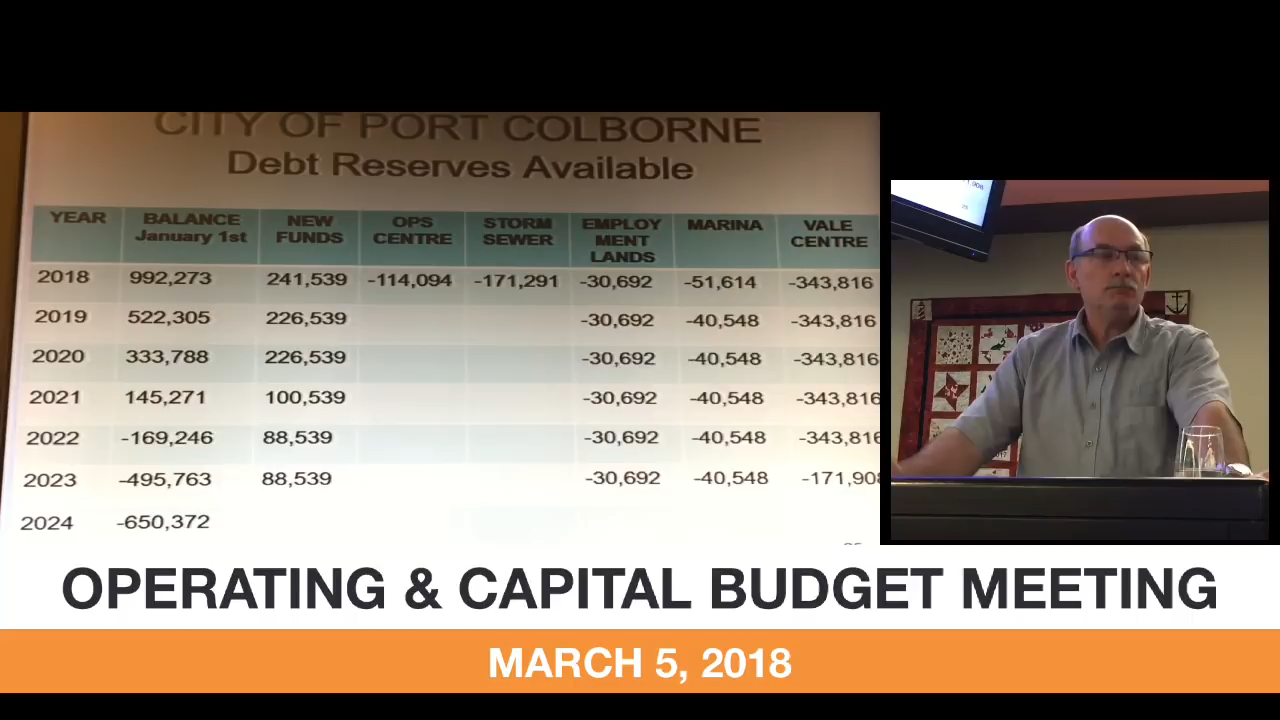 CITY OF PORT COLBORNE
Debt Reserves Available
YEAR BALANCE January 1st NEW FUNDS OPS CENTRE STORM SEWER EMPLOY MENT LANDS MARINA VALE CENTRE
2018 992,273 241,539 -114,094 -171,291 -30,692 -51,614 -343,816
2019 522,305 226,539 -30,692 -40,548 -343,816
2020 333,788 226,539 -30,692 -40,548 -343,816
2021 145,271 100,539 -30,692 -40,548 -343,816
2022 -169,246 88,539 -30,692 -40,548 -343,816
2023 -495,763 88,539 -30,692 -40,548 -171,908
2024 -650,372
OPERATING & CAPITAL BUDGET MEETING
MARCH 5, 2018